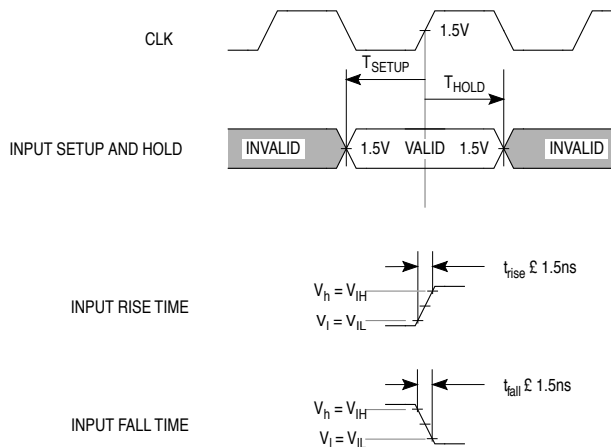 CLK
1.5V
TSETUP
THOLD
INPUT SETUP AND HOLD
INVALID
1.5V
VALID
1.5V
INVALID
trise £ 1.5ns
Vh = VIH
INPUT RISE TIME
Vl = VIL
tfall £ 1.5ns
Vh = VIH
INPUT FALL TIME
Vl = VIL